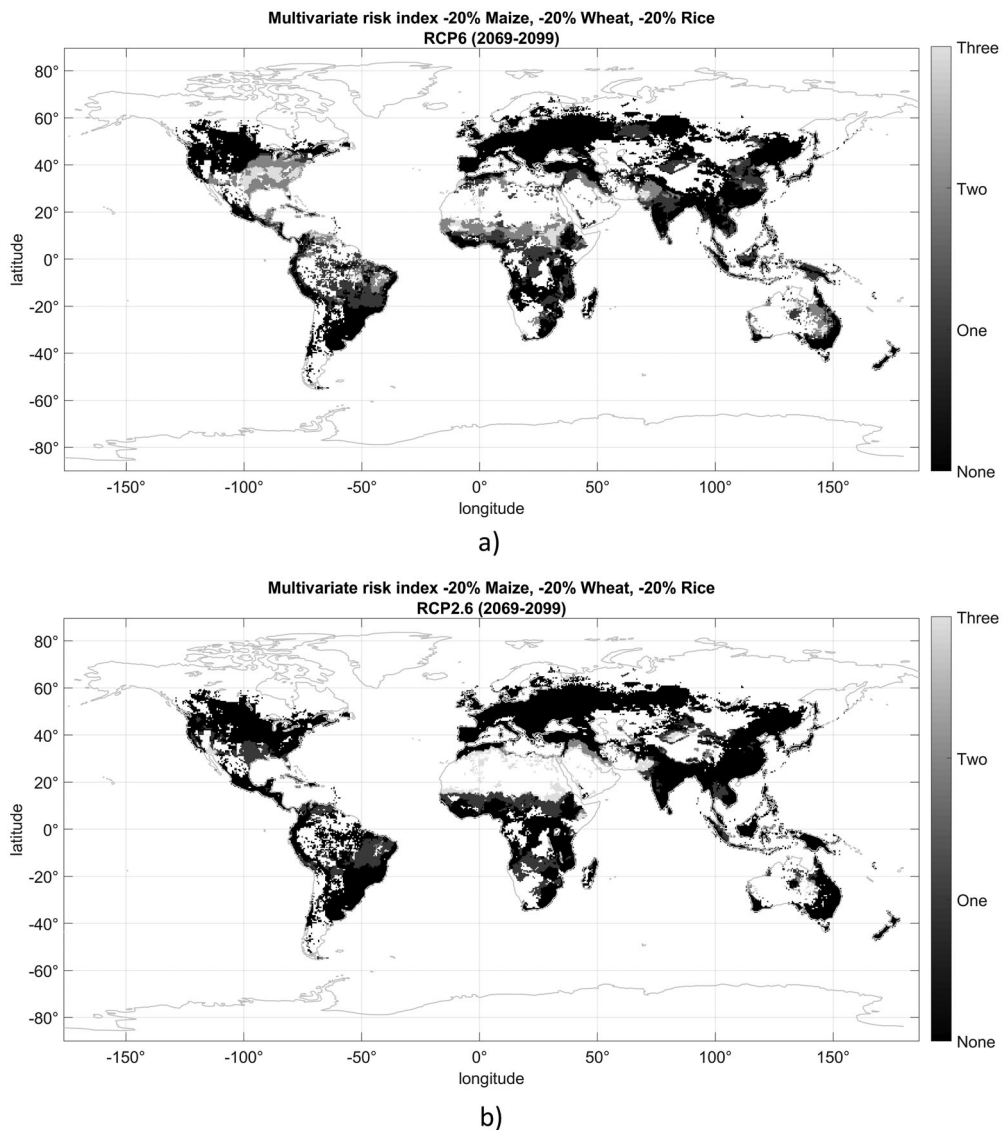 Multivariate risk index -20% Maize, -20% Wheat, -20% Rice
RCP6 (2069-2099)
80°
60°
40°
20°
0°
-20°
-40°
-60°
-80°
latitude
-150°
-100°
-50°
0°
50°
100°
150°
longitude
Three
Two
One
None
a)
Multivariate risk index -20% Maize, -20% Wheat, -20% Rice
RCP2.6 (2069-2099)
80°
60°
40°
20°
0°
-20°
-40°
-60°
-80°
latitude
-150°
-100°
-50°
0°
50°
100°
150°
longitude
Three
Two
One
None
b)